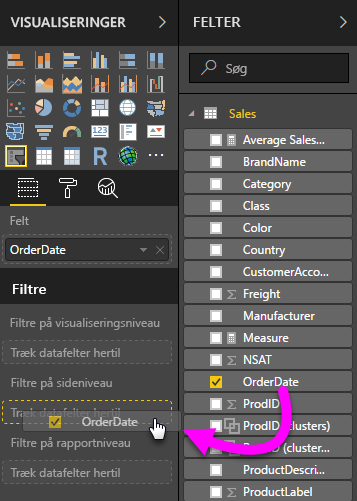 VISUALISERINGER
123
R
Felt
OrderDate
Filtre
Filtre på visualiseringsniveau
Træk datafelter hertil
Filtre på sideniveau
Træk datafelter hertil
OrderDate
Filtre på rapportniveau
Træk datafelter hertil
FELTER
Søg
Sales
Average Sales...
BrandName
Category
Class
Color
Country
CustomerAcco...
Freight
Manufacturer
Measure
NSAT
OrderDate
ProdID
ProdID (clusters)
(cluster...
ProductDescri...
ProductLabel